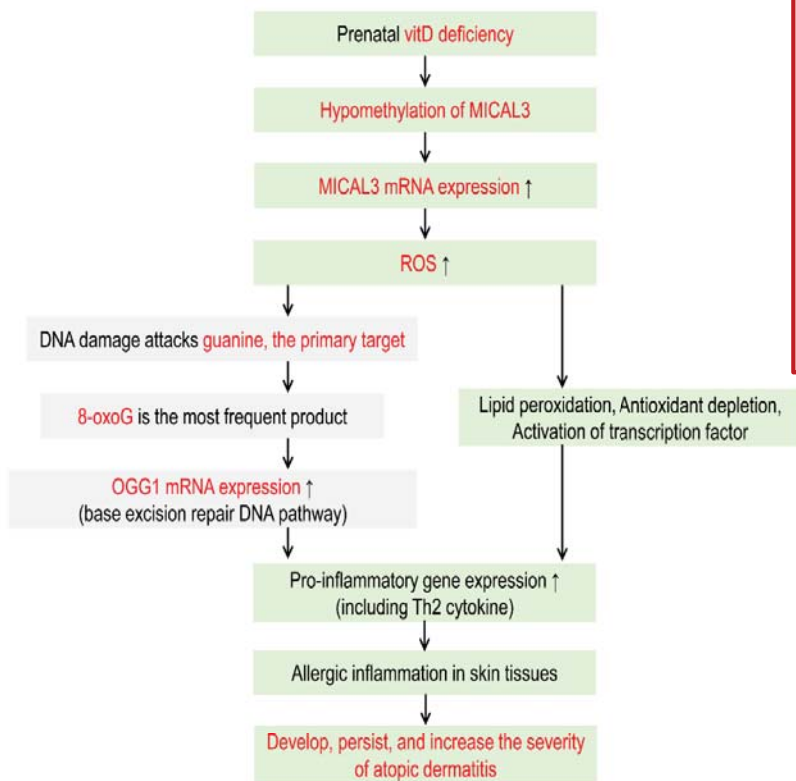 Prenatal vitD deficiency
Hypomethylation of MICAL3
MICAL3 mRNA expression ↑
ROS ↑
DNA damage attacks guanine, the primary target
8-oxoG is the most frequent product
OGG1 mRNA expression ↑
(base excision repair DNA pathway)
Lipid peroxidation, Antioxidant depletion,
Activation of transcription factor
Pro-inflammatory gene expression ↑
(including Th2 cytokine)
Allergic inflammation in skin tissues
Develop, persist, and increase the severity
of atopic dermatitis